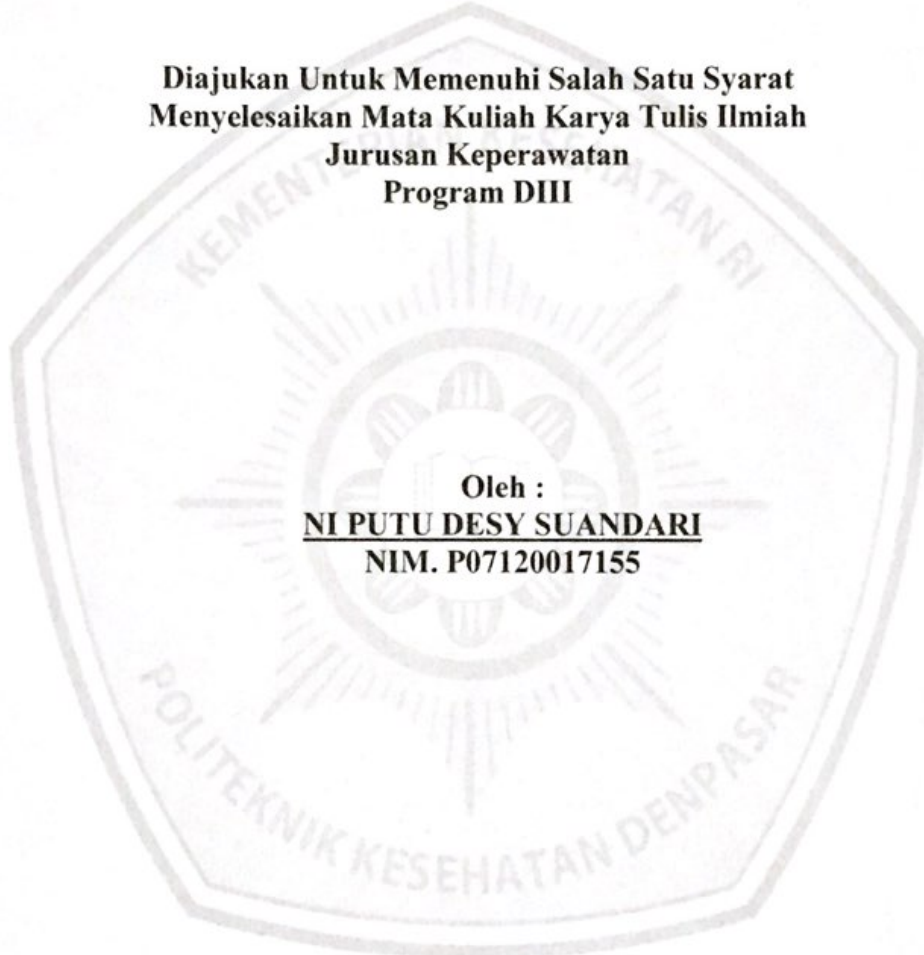 Diajukan Untuk Memenuhi Salah Satu Syarat
Menyelesaikan Mata Kuliah Karya Tulis Ilmiah
Jurusan Keperawatan
Program DIII
KEMENTERIAN KESEHATAN RI
Oleh :
NI PUTU DESY SUANDARI
NIM. P07120017155
POLITEKNIK KESEHATAN DENPASAR